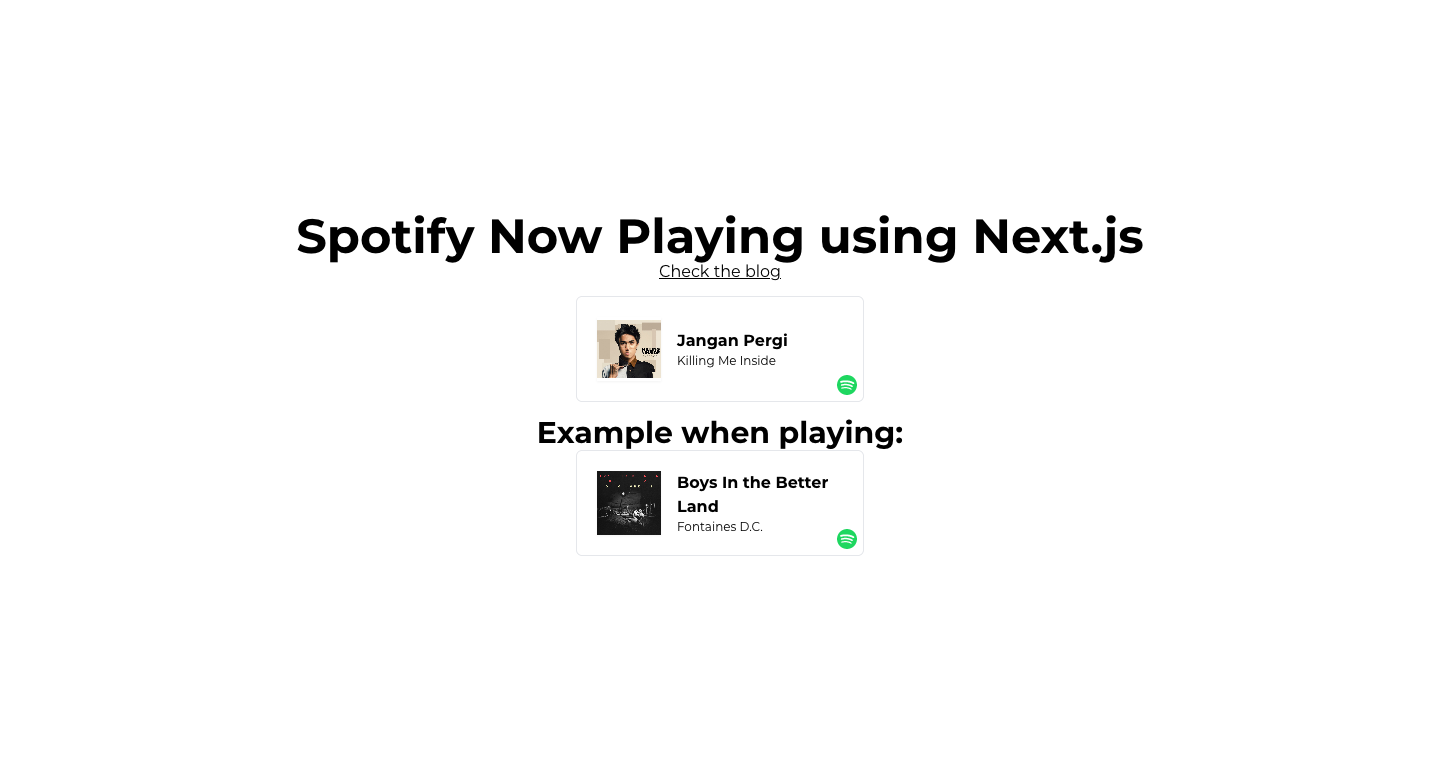 Spotify Now Playing using Next.js
Check the blog
Jangan Pergi
Killing Me Inside
Example when playing:
Boys In the Better
Land
Fontaines D.C.